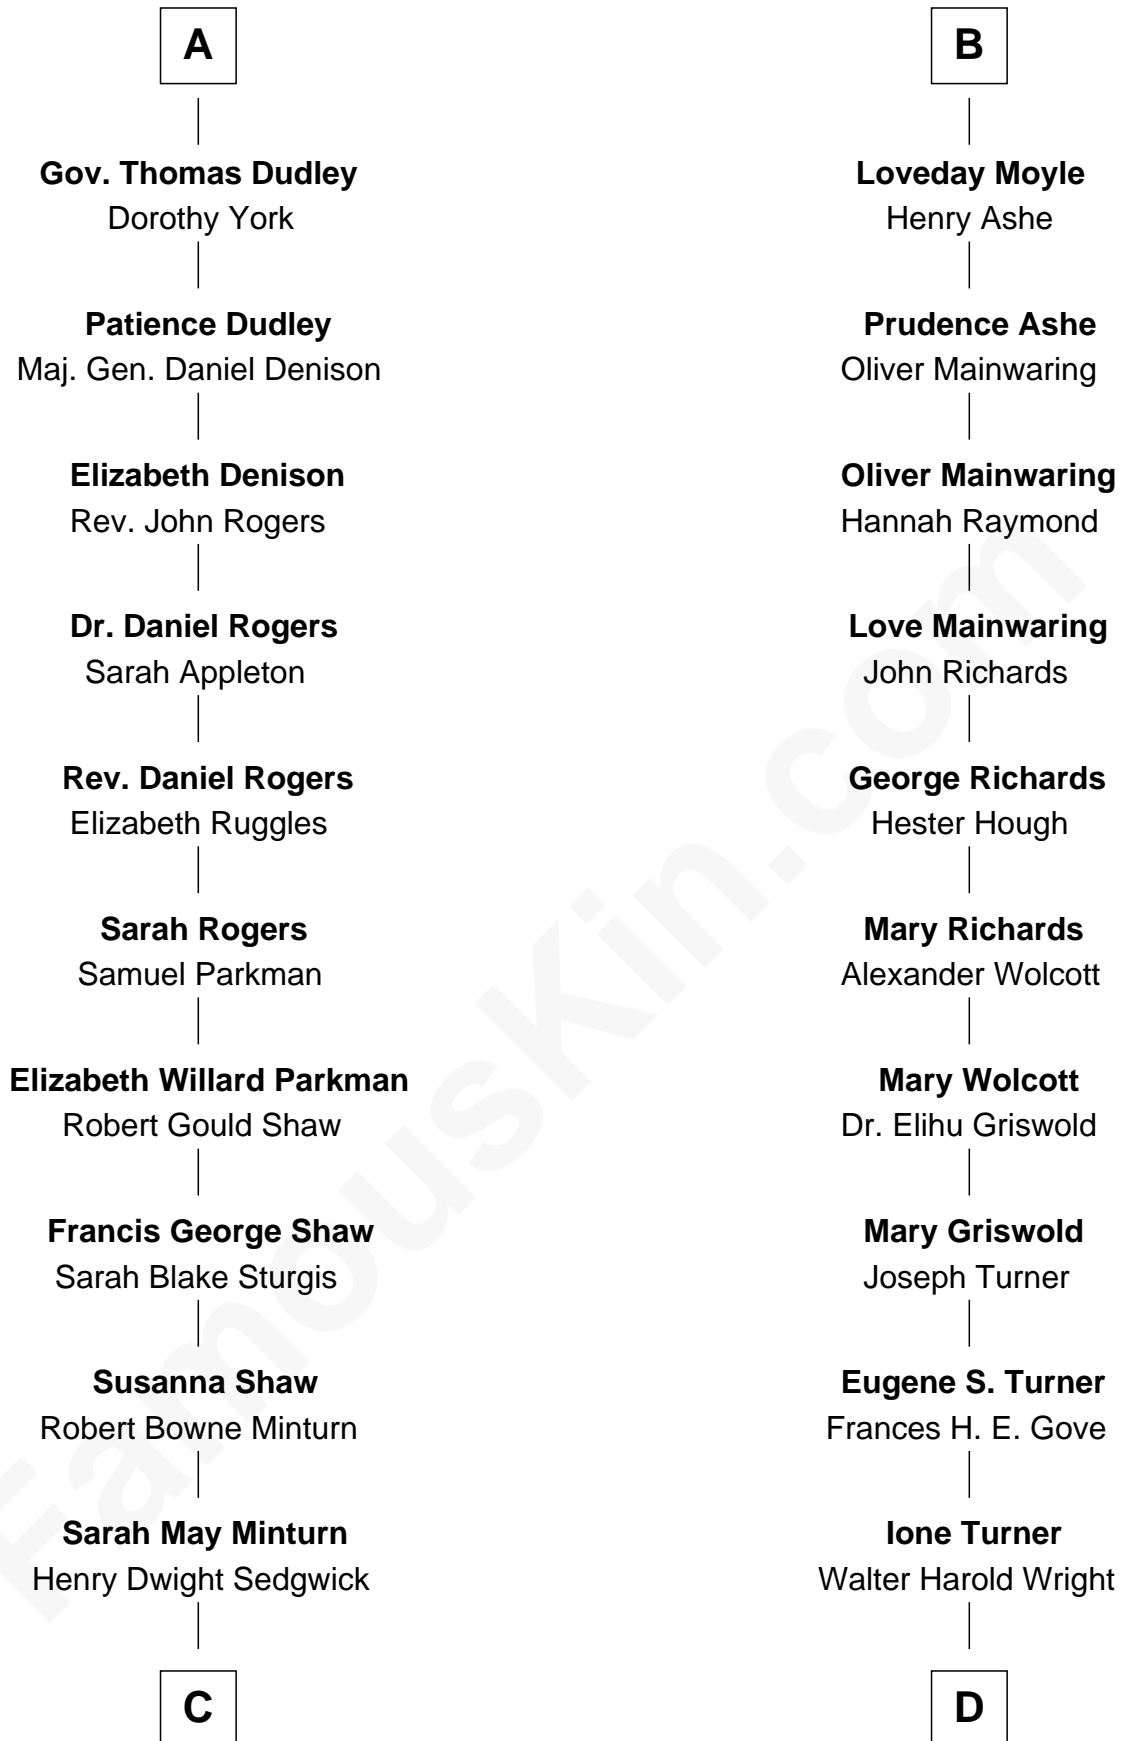 A
Gov. Thomas Dudley
Dorothy York
Patience Dudley
Maj. Gen. Daniel Denison
Elizabeth Denison
Rev. John Rogers
Dr. Daniel Rogers
Sarah Appleton
Rev. Daniel Rogers
Elizabeth Ruggles
Sarah Rogers
Samuel Parkman
Elizabeth Willard Parkman
Robert Gould Shaw
Francis George Shaw
Sarah Blake Sturgis
Susanna Shaw
Robert Bowne Minturn
Sarah May Minturn
Henry Dwight Sedgwick
C
B
Loveday Moyle
Henry Ashe
Prudence Ashe
Oliver Mainwaring
Oliver Mainwaring
Hannah Raymond
Love Mainwaring
John Richards
George Richards
Hester Hough
Mary Richards
Alexander Wolcott
Mary Wolcott
Dr. Elihu Griswold
Mary Griswold
Joseph Turner
Eugene S. Turner
Frances H. E. Gove
Ione Turner
Walter Harold Wright
D
FamousKin.com